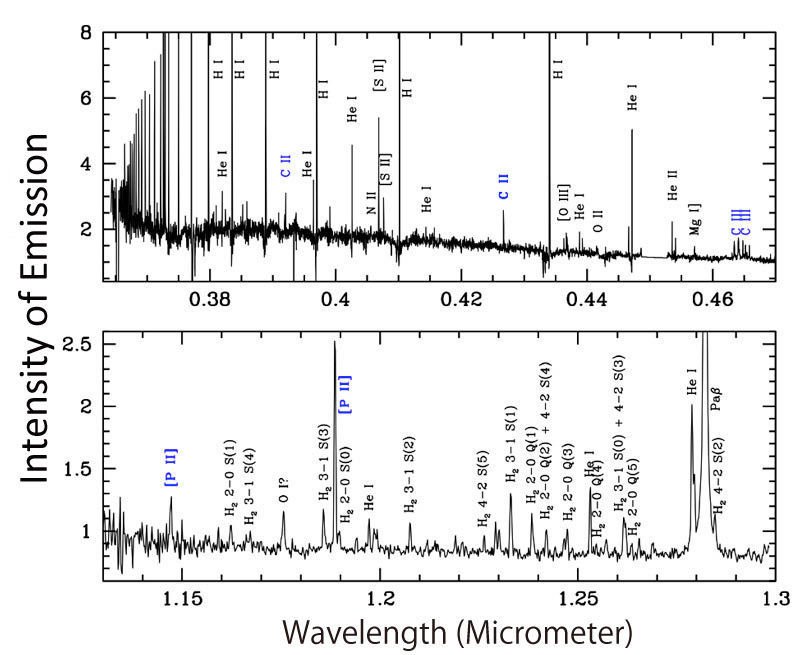 Intensity of Emission
8
6
4
2
H I
H I
H I
H I
[S II]
H I
H I
He I
He I
C II
He I
He I
N II
[S II]
He I
C II
[O III]
He I
O II
He I
He II
Mg I]
C II
C III
0.38
0.4
0.42
0.44
0.46
2.5
2
1.5
1
[P II]
H₂ 2-0 S(1)
H₂ 3-1 S(4)
O I?
H₂ 3-1 S(3)
[P II]
H₂ 2-0 S(0)
He I
H₂ 3-1 S(2)
H₂ 4-2 S(5)
H₂ 3-1 S(1)
H₂ 2-0 Q(1)
H₂ 2-0 Q(2) + 4-2 S(4)
H₂ 2-0 Q(3)
He I
H₂ 2-0 Q(4)
H₂ 3-1 S(0) + 4-2 S(3)
H₂ 2-0 Q(5)
He I
Paβ
H₂ 4-2 S(2)
1.15
1.2
1.25
1.3
Wavelength (Micrometer)